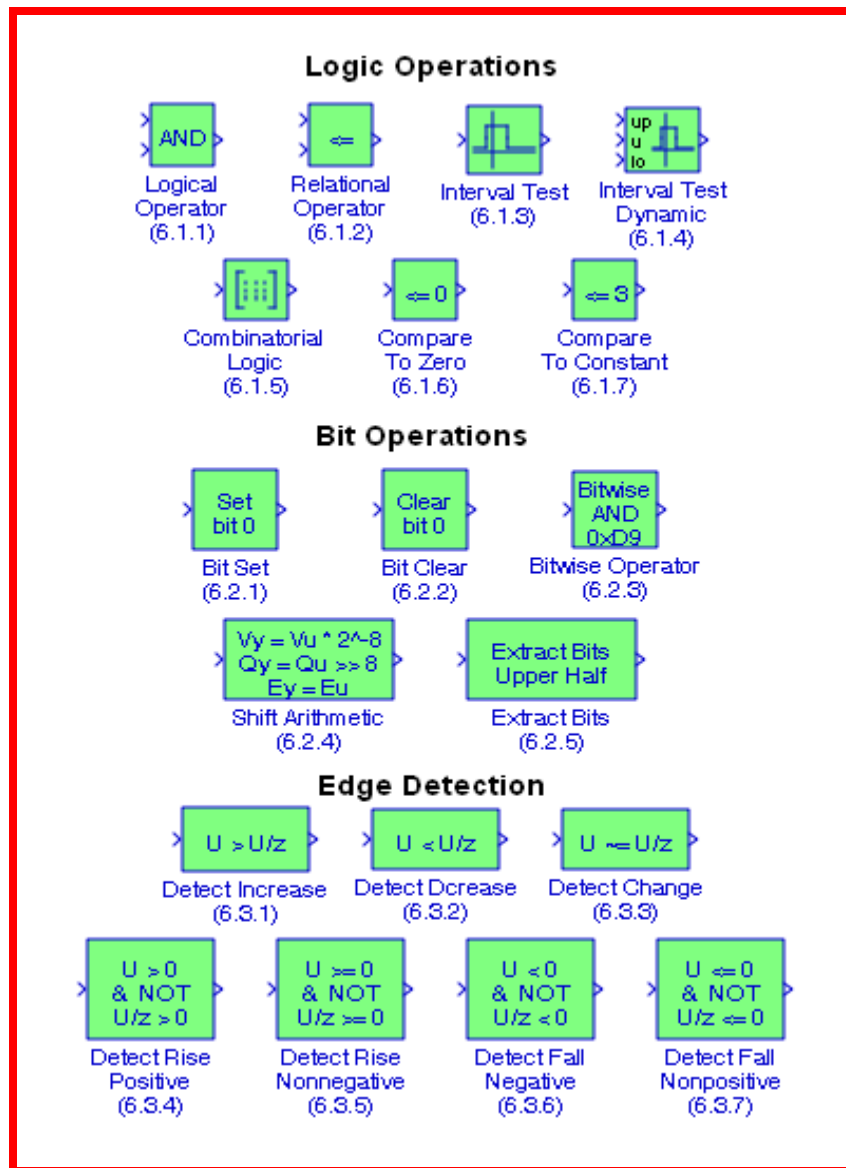 Logic Operations
AND
<=
up
u
lo
Logical
Operator
(6.1.1)
Relational
Operator
(6.1.2)
Interval Test
(6.1.3)
Interval Test
Dynamic
(6.1.4)
[:::]
<= 0
<= 3
Combinatorial
Logic
(6.1.5)
Compare
To Zero
(6.1.6)
Compare
To Constant
(6.1.7)
Bit Operations
Set
bit 0
Clear
bit 0
Bitwise
AND
0xD9
Bit Set
(6.2.1)
Bit Clear
(6.2.2)
Bitwise Operator
(6.2.3)
Vy = Vu * 2^-8
Qy = Qu >> 8
Ey = Eu
Extract Bits
Upper Half
Shift Arithmetic
(6.2.4)
Extract Bits
(6.2.5)
Edge Detection
U > U/z
U < U/z
U ~= U/z
Detect Increase
(6.3.1)
Detect Dcrease
(6.3.2)
Detect Change
(6.3.3)
U > 0
& NOT
U/z > 0
U >= 0
& NOT
U/z >= 0
U < 0
& NOT
U/z < 0
U <= 0
& NOT
U/z <= 0
Detect Rise
Positive
(6.3.4)
Detect Rise
Nonnegative
(6.3.5)
Detect Fall
Negative
(6.3.6)
Detect Fall
Nonpositive
(6.3.7)